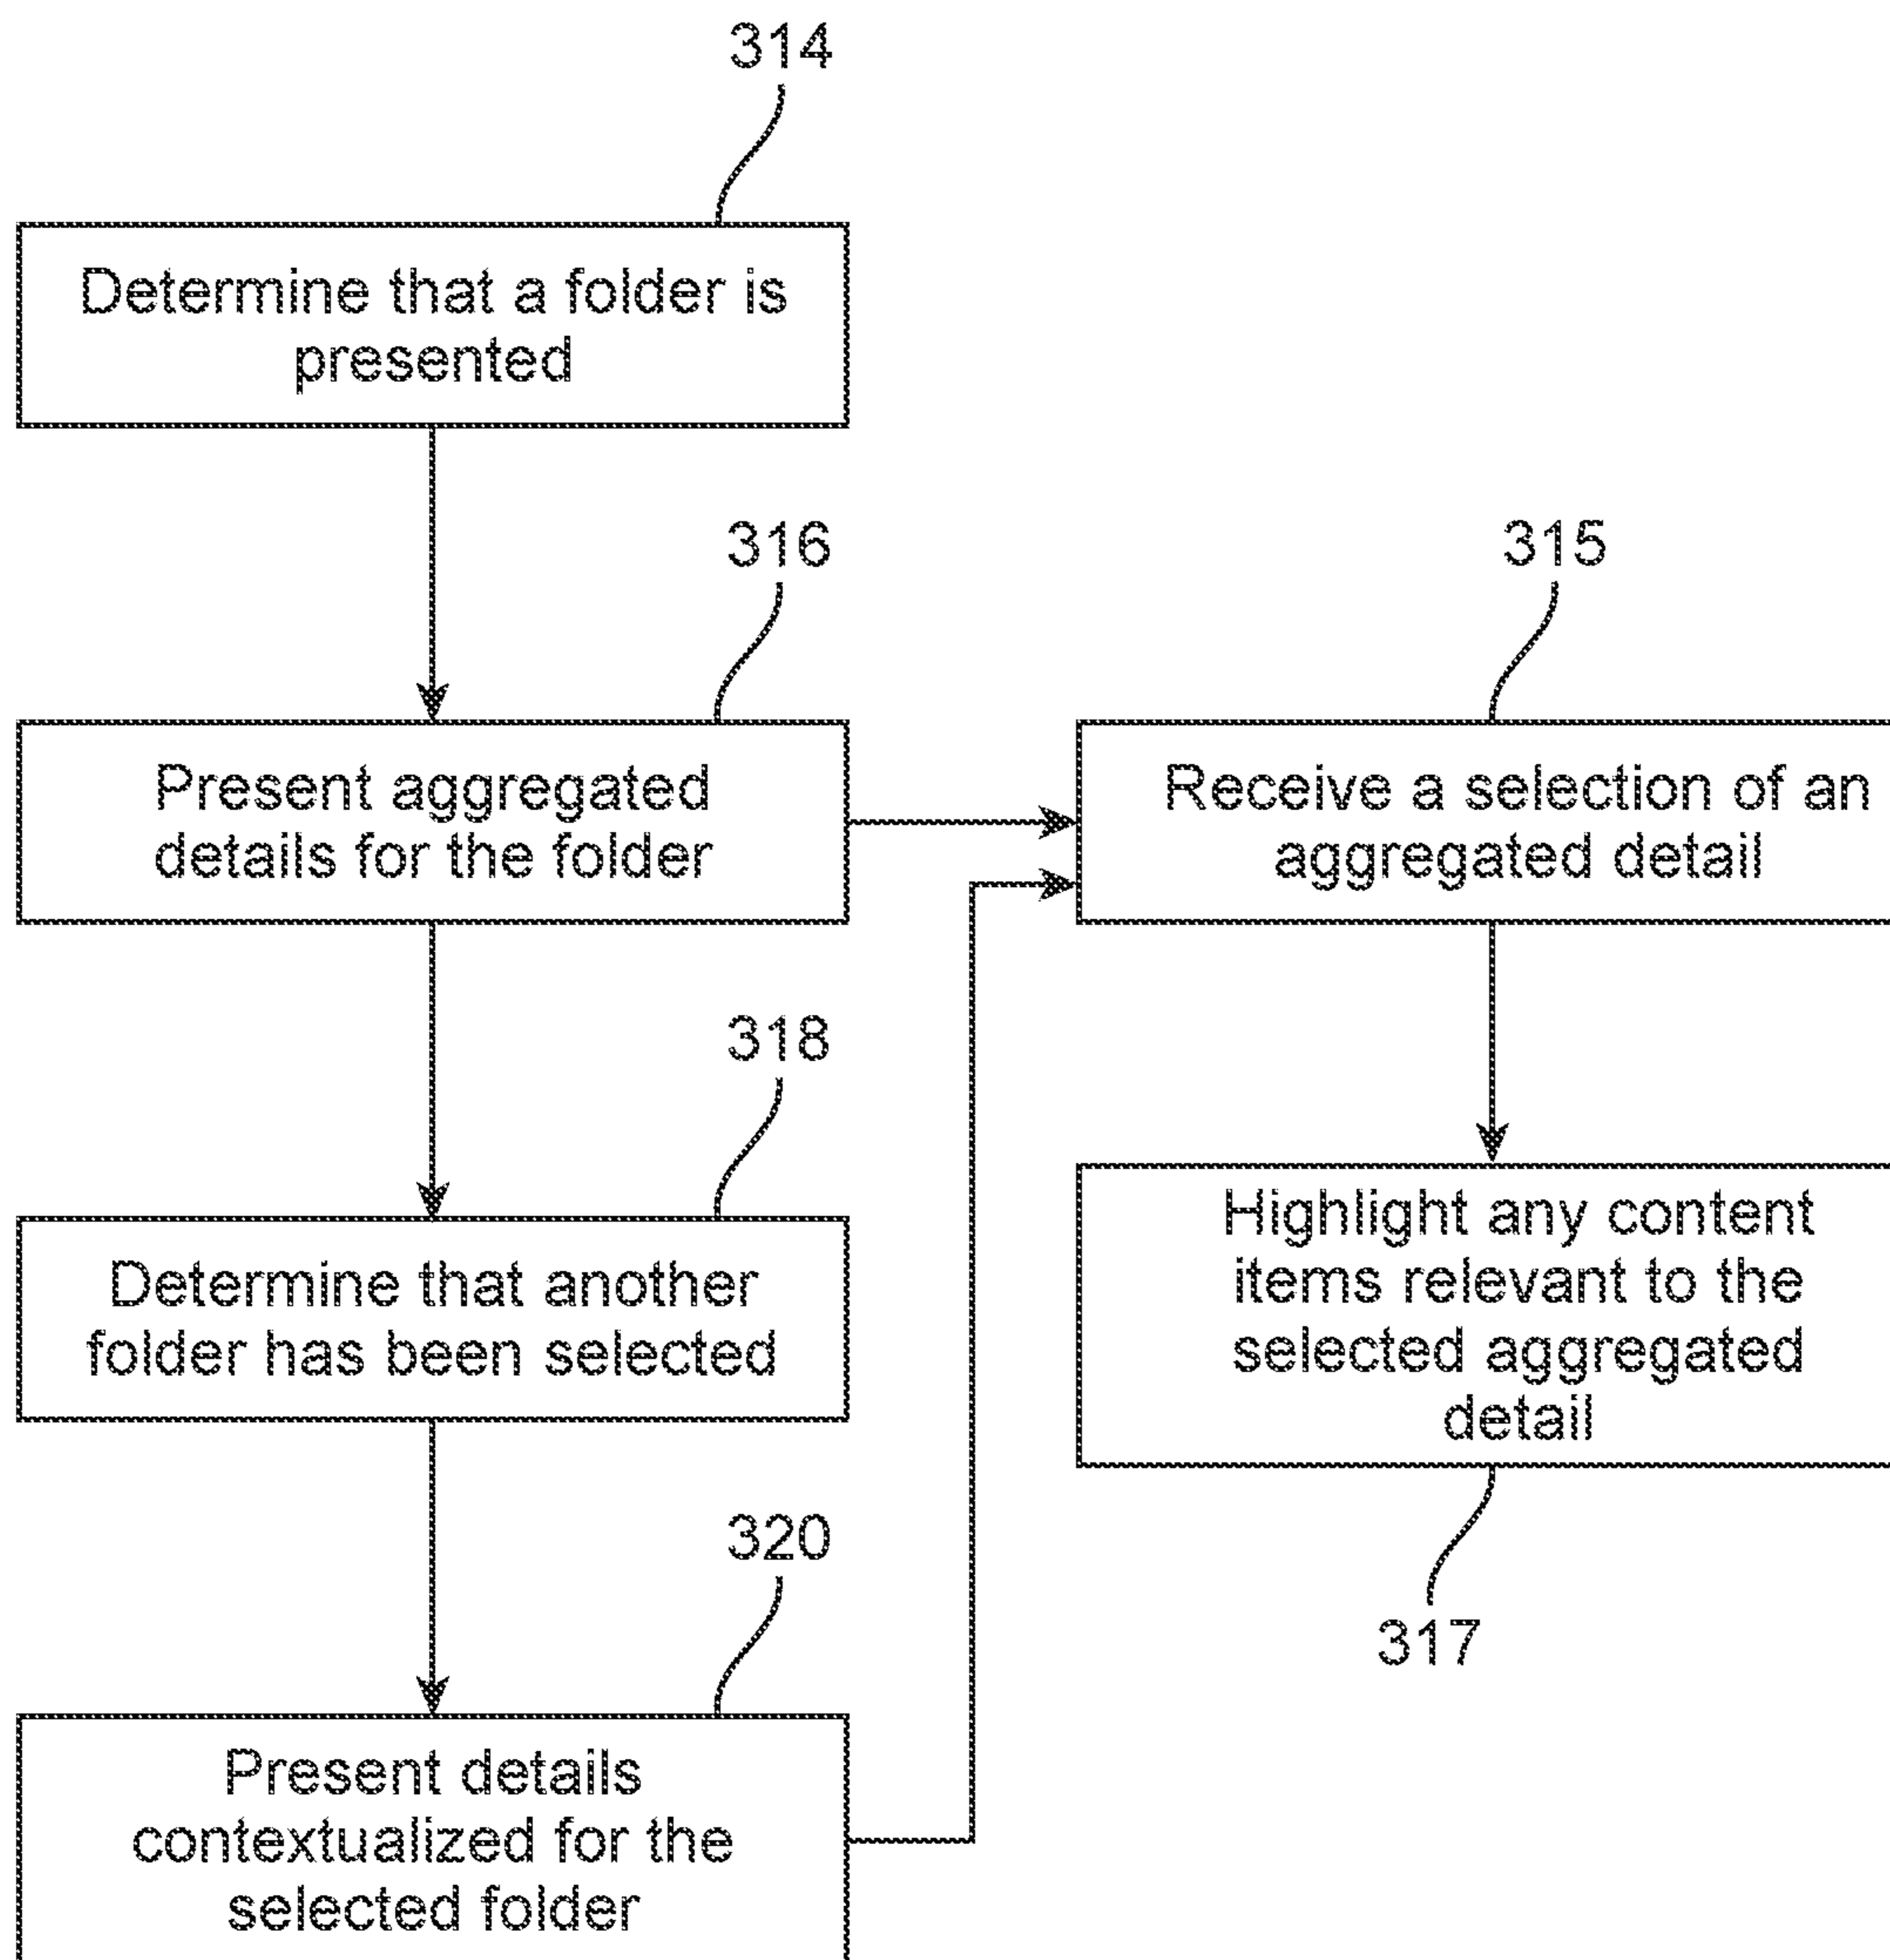 314
Determine that a folder is
presented
316
Present aggregated
details for the folder
318
Determine that another
folder has been selected
320
Present details
contextualized for the
selected folder
315
Receive a selection of an
aggregated detail
Highlight any content
items relevant to the
selected aggregated
detail
317